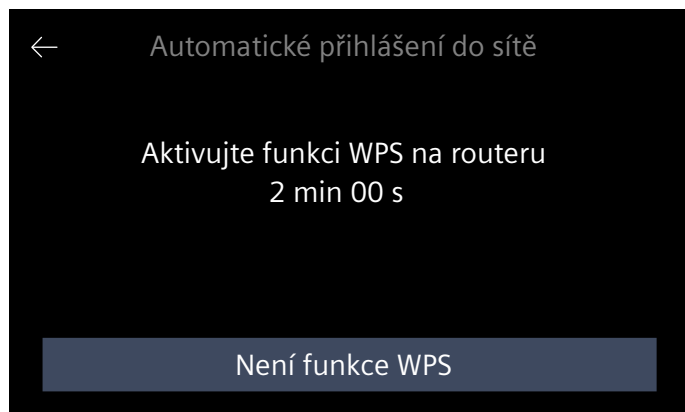 Automatické přihlášení do sítě
Aktivujte funkci WPS na routeru
2 min 00 s
Není funkce WPS